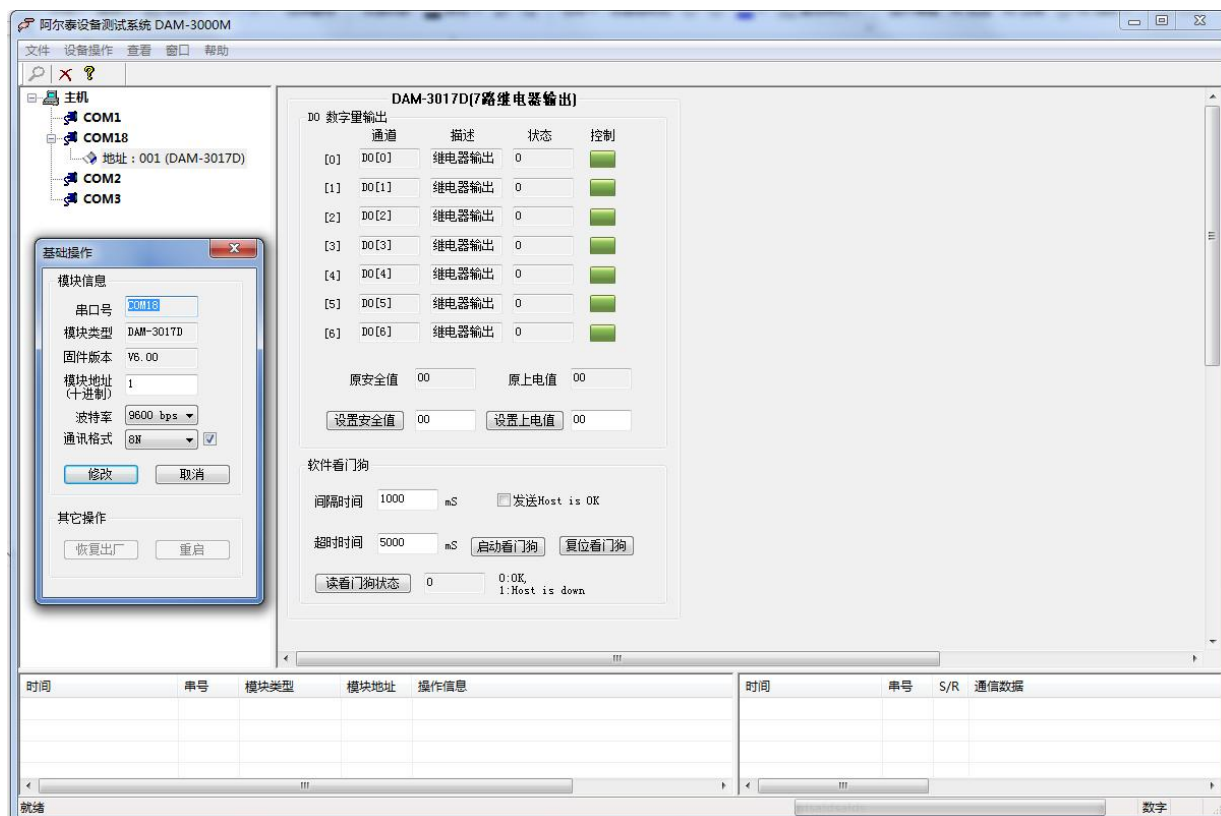 阿尔泰设备测试系统 DAM-3000M
文件 设备操作 查看 窗口 帮助
主机
COM1
COM18
地址：001 (DAM-3017D)
COM2
COM3
基础操作
模块信息
串口号 COM18
模块类型 DAM-3017D
固件版本 V6.00
模块地址 1
(十进制)
波特率 9600 bps
通讯格式 8N
修改 取消
其它操作
恢复出厂 重启
DAM-3017D(7路继电器输出)
DO 数字量输出
通道 描述 状态 控制
[0] DO[0] 继电器输出 0
[1] DO[1] 继电器输出 0
[2] DO[2] 继电器输出 0
[3] DO[3] 继电器输出 0
[4] DO[4] 继电器输出 0
[5] DO[5] 继电器输出 0
[6] DO[6] 继电器输出 0
原安全值 00 原上电值 00
设置安全值 00 设置上电值 00
软件看门狗
间隔时间 1000 mS 发送Host is OK
超时时间 5000 mS 启动看门狗 复位看门狗
读看门狗状态 0 0:OK,
1:Host is down
时间 串号 模块类型 模块地址 操作信息
时间 串号 S/R 通信数据
就绪 数字